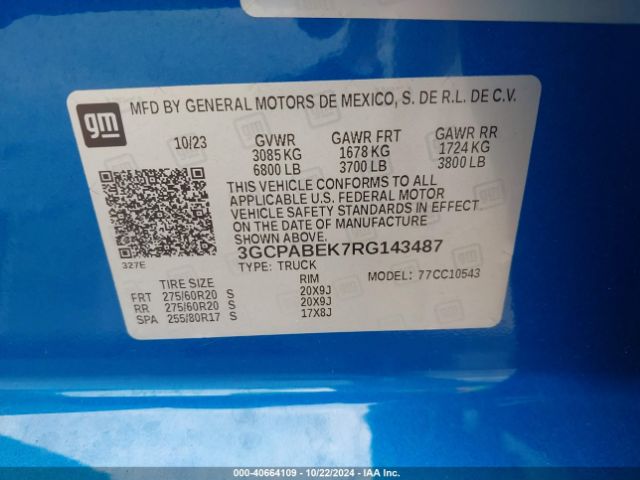 gm
MFD BY GENERAL MOTORS DE MEXICO, S. DE R.L. DE C.V.
10/23 GVWR GAWR FRT GAWR RR
3085 KG 1678 KG 1724 KG
6800 LB 3700 LB 3800 LB
THIS VEHICLE CONFORMS TO ALL
APPLICABLE U.S. FEDERAL MOTOR
VEHICLE SAFETY STANDARDS IN EFFECT
ON THE DATE OF MANUFACTURE
SHOWN ABOVE.
327E
3GCPABEK7RG143487
TYPE: TRUCK MODEL: 77CC10543
TIRE SIZE RIM
FRT 275/60R20 S 20X9J
RR 275/60R20 S 20X9J
SPA 255/80R17 S 17X8J
000-40664109 | 10/22/2024 | IAA Inc.